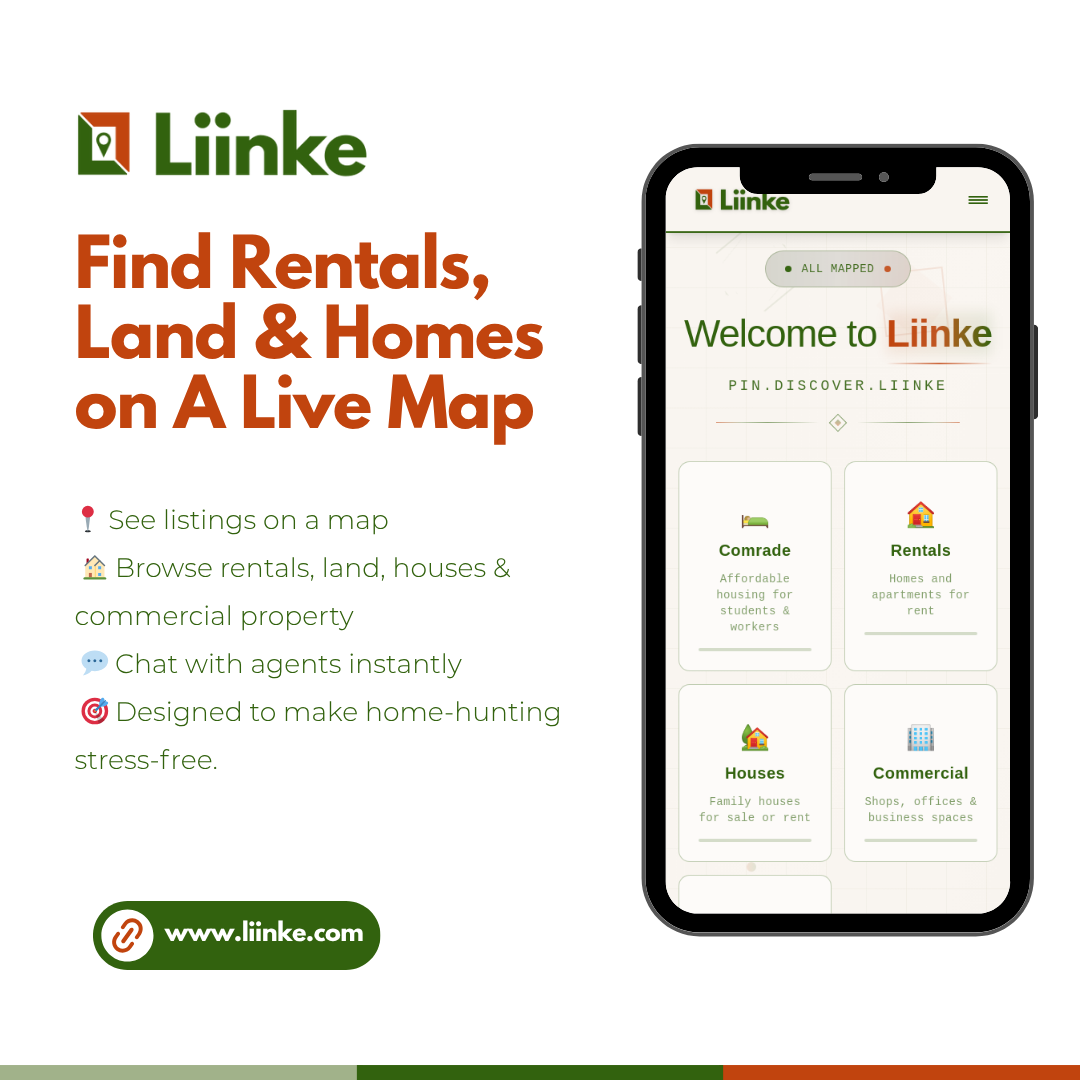 Liinke
Find Rentals,
Land & Homes
on A Live Map
📍 See listings on a map
🏠 Browse rentals, land, houses &
commercial property
💬 Chat with agents instantly
🎯 Designed to make home-hunting
stress-free.
www.liinke.com
Liinke
ALL MAPPED
Welcome to Liinke
PIN.DISCOVER.LIINKE
Comrade
Affordable
housing for
students &
workers
Rentals
Homes and
apartments for
rent
Houses
Family houses
for sale or rent
Commercial
Shops, offices &
business spaces